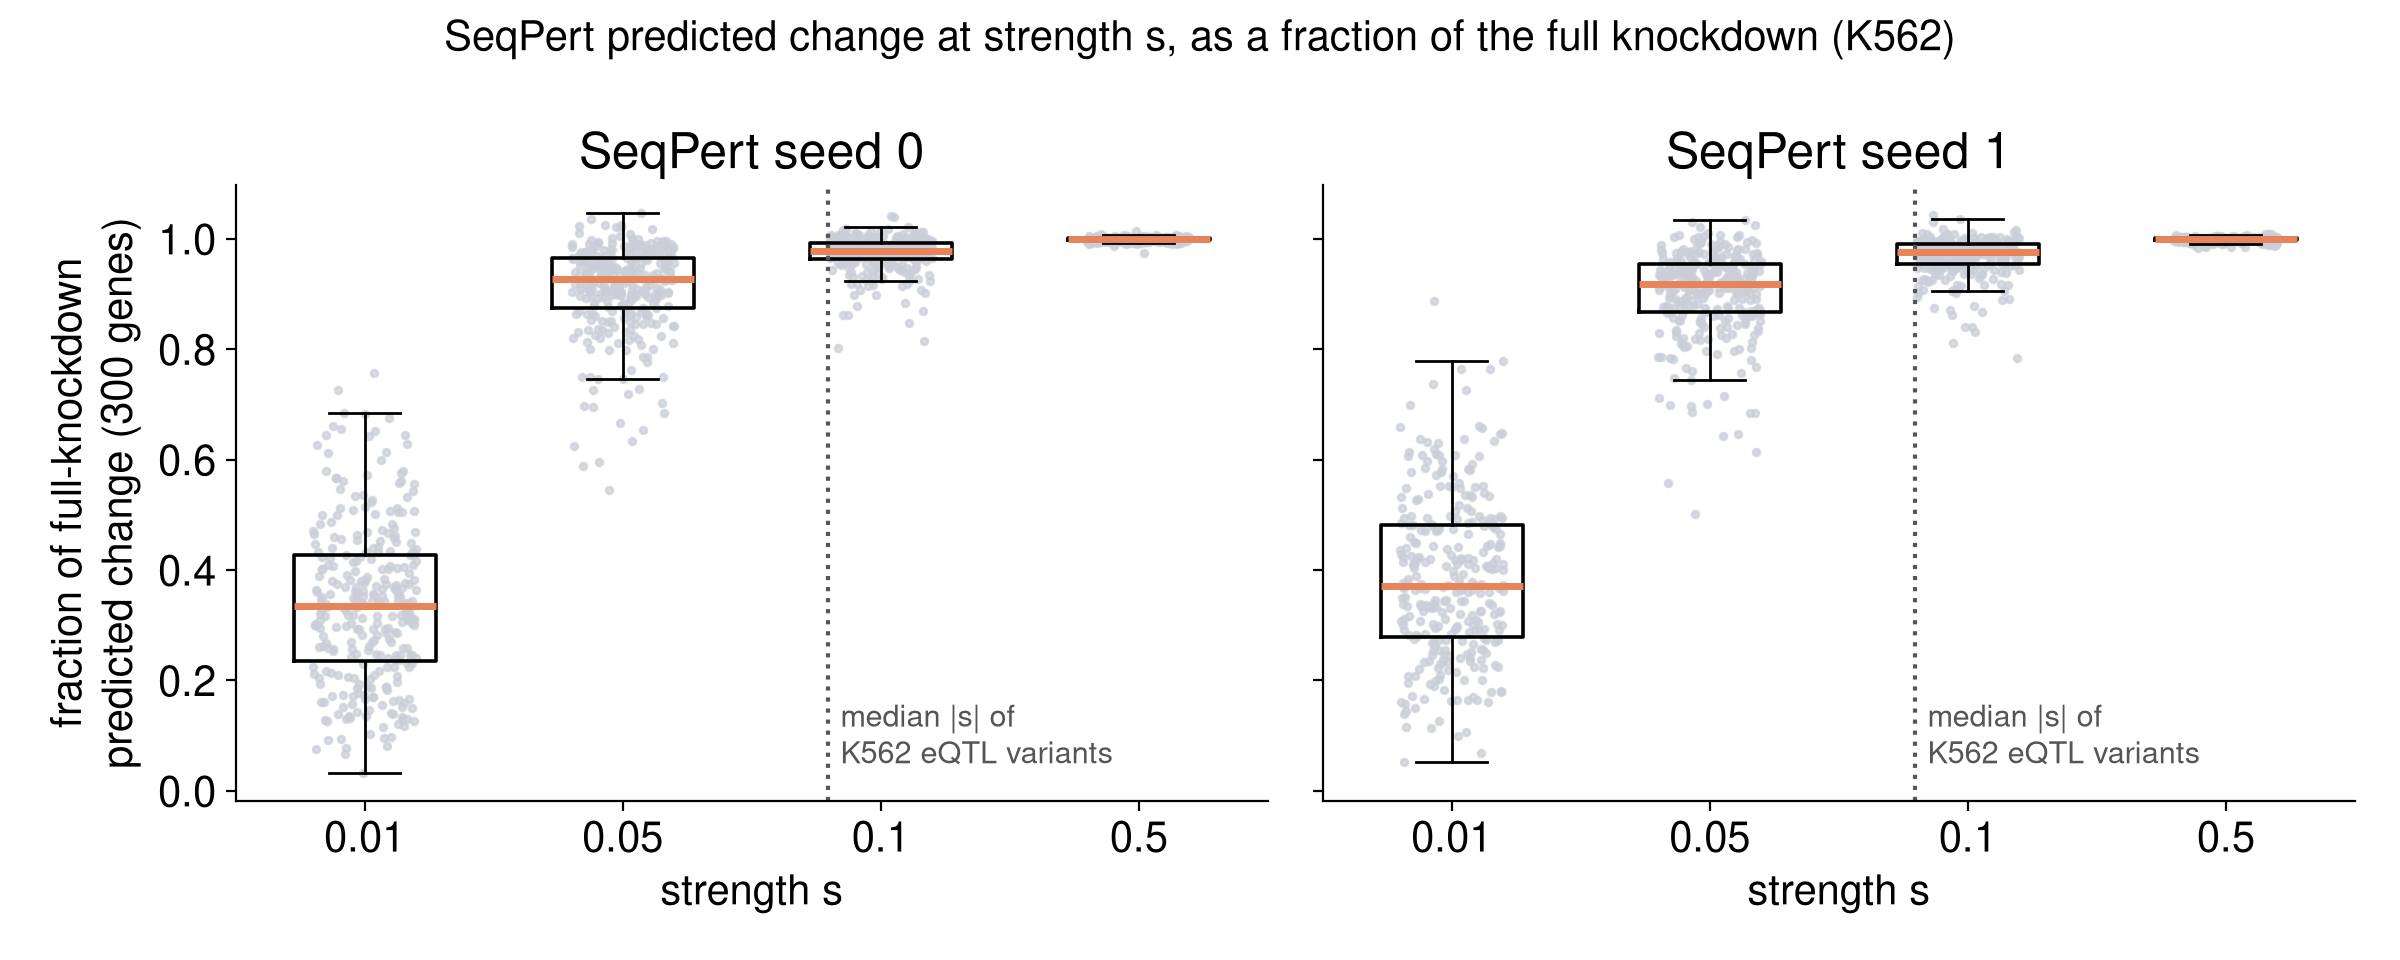 SeqPert predicted change at strength s, as a fraction of the full knockdown (K562)
SeqPert seed 0
SeqPert seed 1
fraction of full-knockdown
predicted change (300 genes)
1.0
0.8
0.6
0.4
0.2
0.0
median |s| of
K562 eQTL variants
median |s| of
K562 eQTL variants
0.01 0.05 0.1 0.5
0.01 0.05 0.1 0.5
strength s
strength s